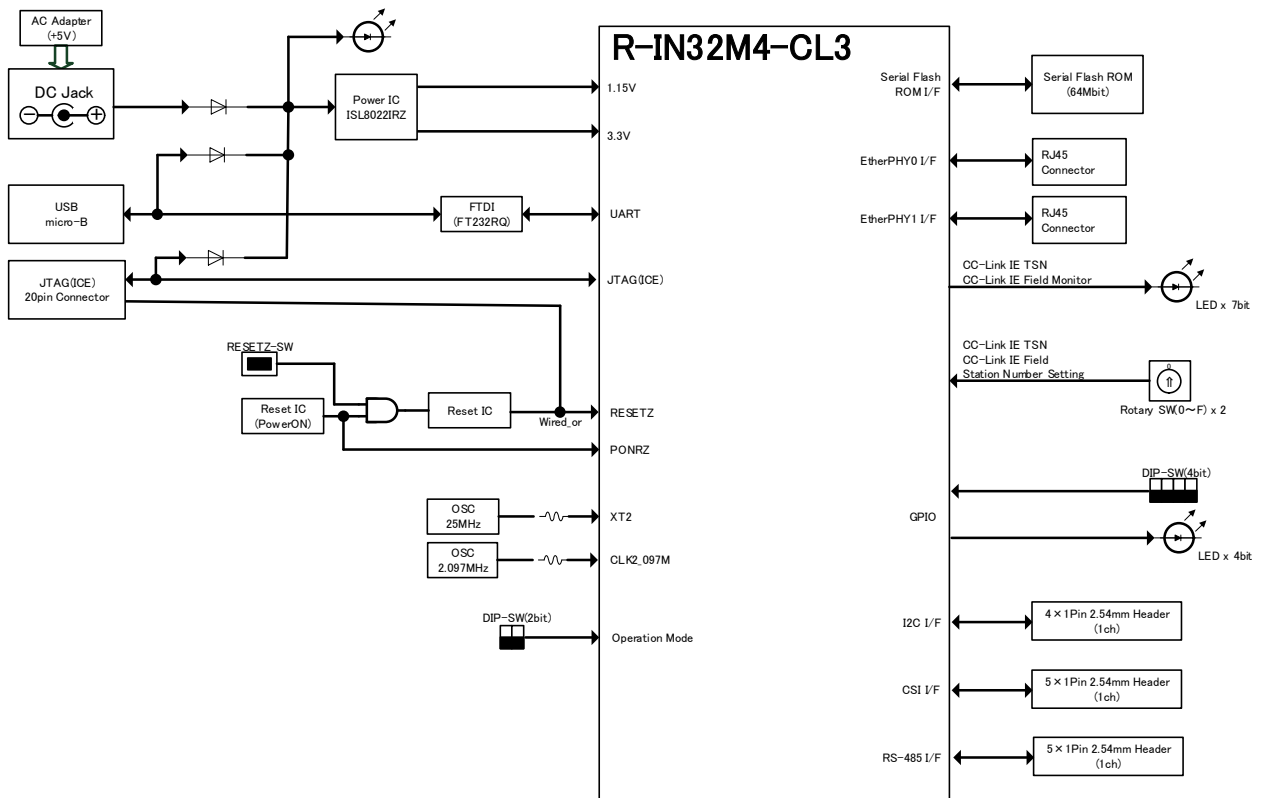 AC Adapter
(+5V)
DC Jack
Power IC
ISL8022IRZ
USB
micro-B
FTDI
(FT232RQ)
JTAG(ICE)
20pin Connector
RESETZ-SW
Reset IC
(PowerON)
Reset IC
Wired_or
OSC
25MHz
OSC
2.097MHz
DIP-SW(2bit)
R-IN32M4-CL3
1.15V
3.3V
UART
JTAG(ICE)
RESETZ
PONRZ
XT2
CLK2_097M
Operation Mode
Serial Flash
ROM I/F
EtherPHY0 I/F
EtherPHY1 I/F
GPIO
I2C I/F
CSI I/F
RS-485 I/F
Serial Flash ROM
(64Mbit)
RJ45
Connector
RJ45
Connector
CC-Link IE TSN
CC-Link IE Field Monitor
LED x 7bit
CC-Link IE TSN
CC-Link IE Field
Station Number Setting
0
Rotary SW(0～F) x 2
DIP-SW(4bit)
LED x 4bit
4×1Pin 2.54mm Header
(1ch)
5×1Pin 2.54mm Header
(1ch)
5×1Pin 2.54mm Header
(1ch)